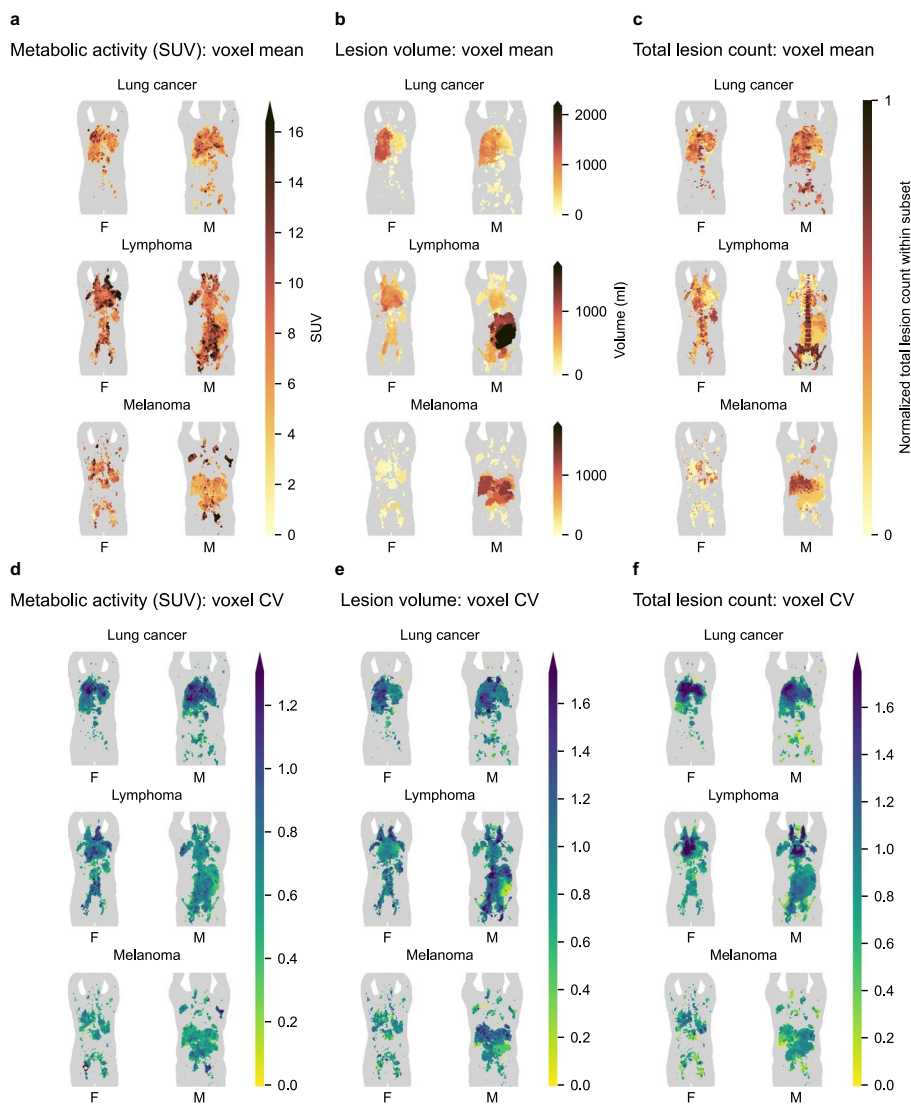 a
Metabolic activity (SUV): voxel mean
Lung cancer
F
M
Lymphoma
F
M
Melanoma
F
M
16
14
12
10
8
6
4
2
0
SUV
b
Lesion volume: voxel mean
Lung cancer
F
M
2000
1000
0
Lymphoma
F
M
1000
0
Volume (ml)
Melanoma
F
M
1000
0
c
Total lesion count: voxel mean
Lung cancer
F
M
Lymphoma
F
M
Melanoma
F
M
1
0
Normalized total lesion count within subset
d
Metabolic activity (SUV): voxel CV
Lung cancer
F
M
Lymphoma
F
M
Melanoma
F
M
1.2
1.0
0.8
0.6
0.4
0.2
0.0
e
Lesion volume: voxel CV
Lung cancer
F
M
Lymphoma
F
M
Melanoma
F
M
1.6
1.4
1.2
1.0
0.8
0.6
0.4
0.2
0.0
f
Total lesion count: voxel CV
Lung cancer
F
M
Lymphoma
F
M
Melanoma
F
M
1.6
1.4
1.2
1.0
0.8
0.6
0.4
0.2
0.0